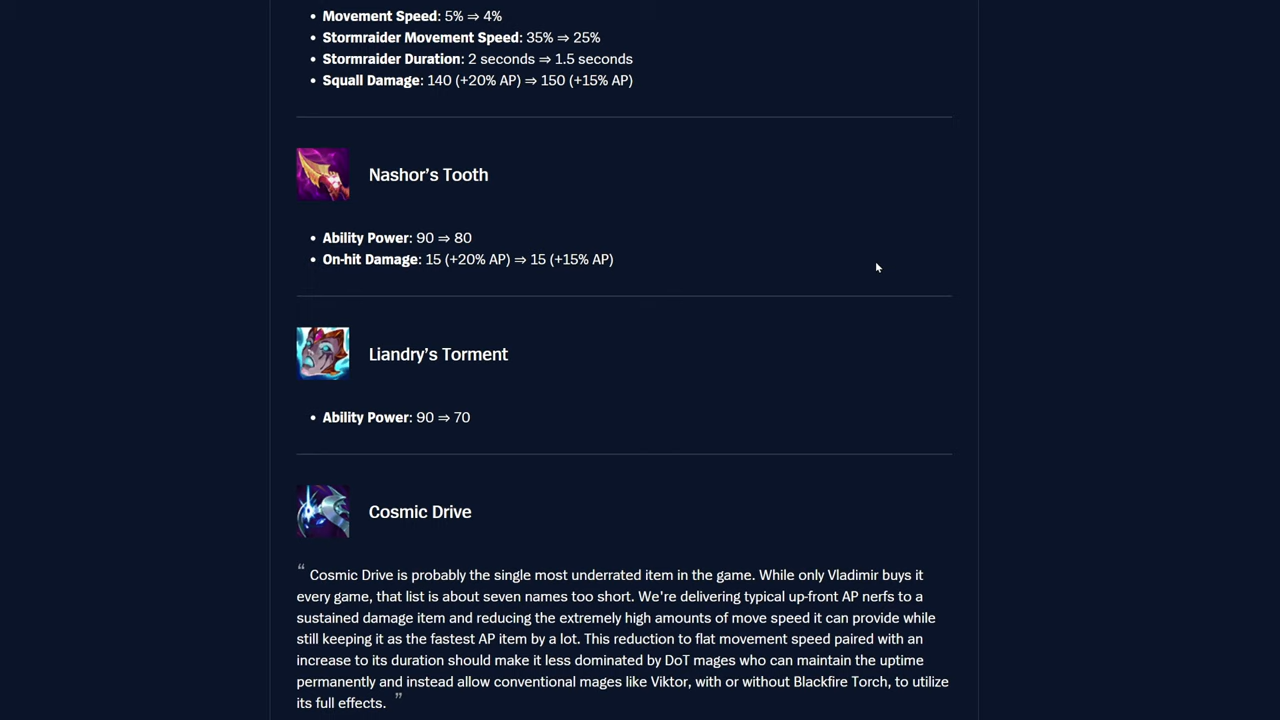 • Movement Speed: 5% ⇒ 4%
• Stormraider Movement Speed: 35% ⇒ 25%
• Stormraider Duration: 2 seconds ⇒ 1.5 seconds
• Squall Damage: 140 (+20% AP) ⇒ 150 (+15% AP)
Nashor’s Tooth
• Ability Power: 90 ⇒ 80
• On-hit Damage: 15 (+20% AP) ⇒ 15 (+15% AP)
Liandry’s Torment
• Ability Power: 90 ⇒ 70
Cosmic Drive
“ Cosmic Drive is probably the single most underrated item in the game. While only Vladimir buys it
every game, that list is about seven names too short. We're delivering typical up-front AP nerfs to a
sustained damage item and reducing the extremely high amounts of move speed it can provide while
still keeping it as the fastest AP item by a lot. This reduction to flat movement speed paired with an
increase to its duration should make it less dominated by DoT mages who can maintain the uptime
permanently and instead allow conventional mages like Viktor, with or without Blackfire Torch, to utilize
its full effects. ”